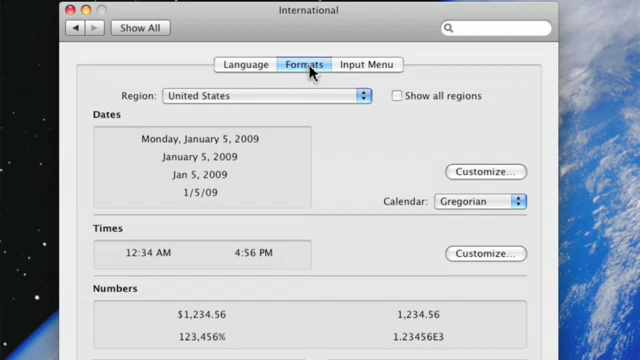 International
Show All
Language Formats Input Menu
Region: United States Show all regions
Dates
Monday, January 5, 2009
January 5, 2009
Jan 5, 2009
1/5/09
Customize...
Calendar: Gregorian
Times
12:34 AM 4:56 PM
Customize...
Numbers
$1,234.56 1,234.56
123,456% 1.23456E3